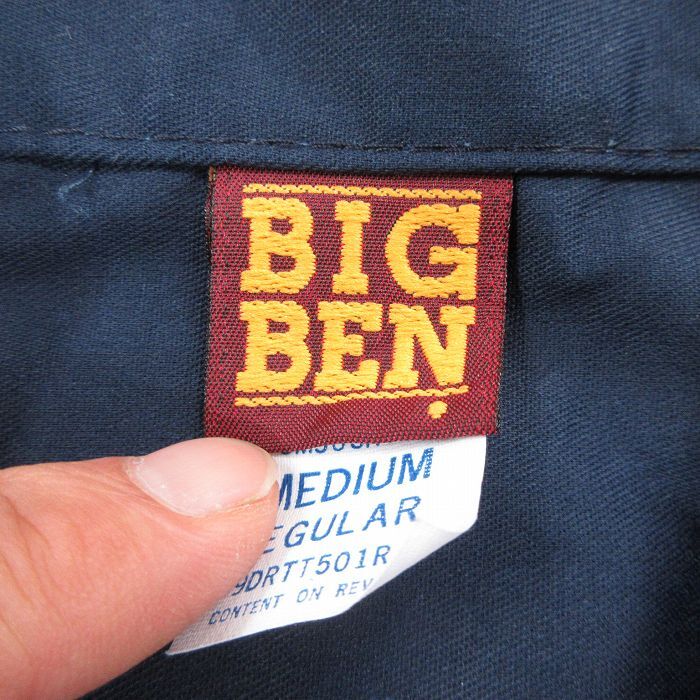 BIG
BEN
MEDIUM
EGULAR
9DRTT501R
CONTENT ON REV